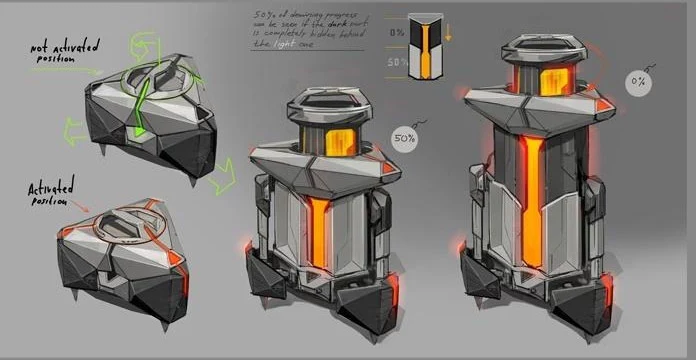 not activated
position
Activated
position
50% of deawning progress
can be seen if the dark part
is completely hidden behind
the light one
0%
50%
50%
0%